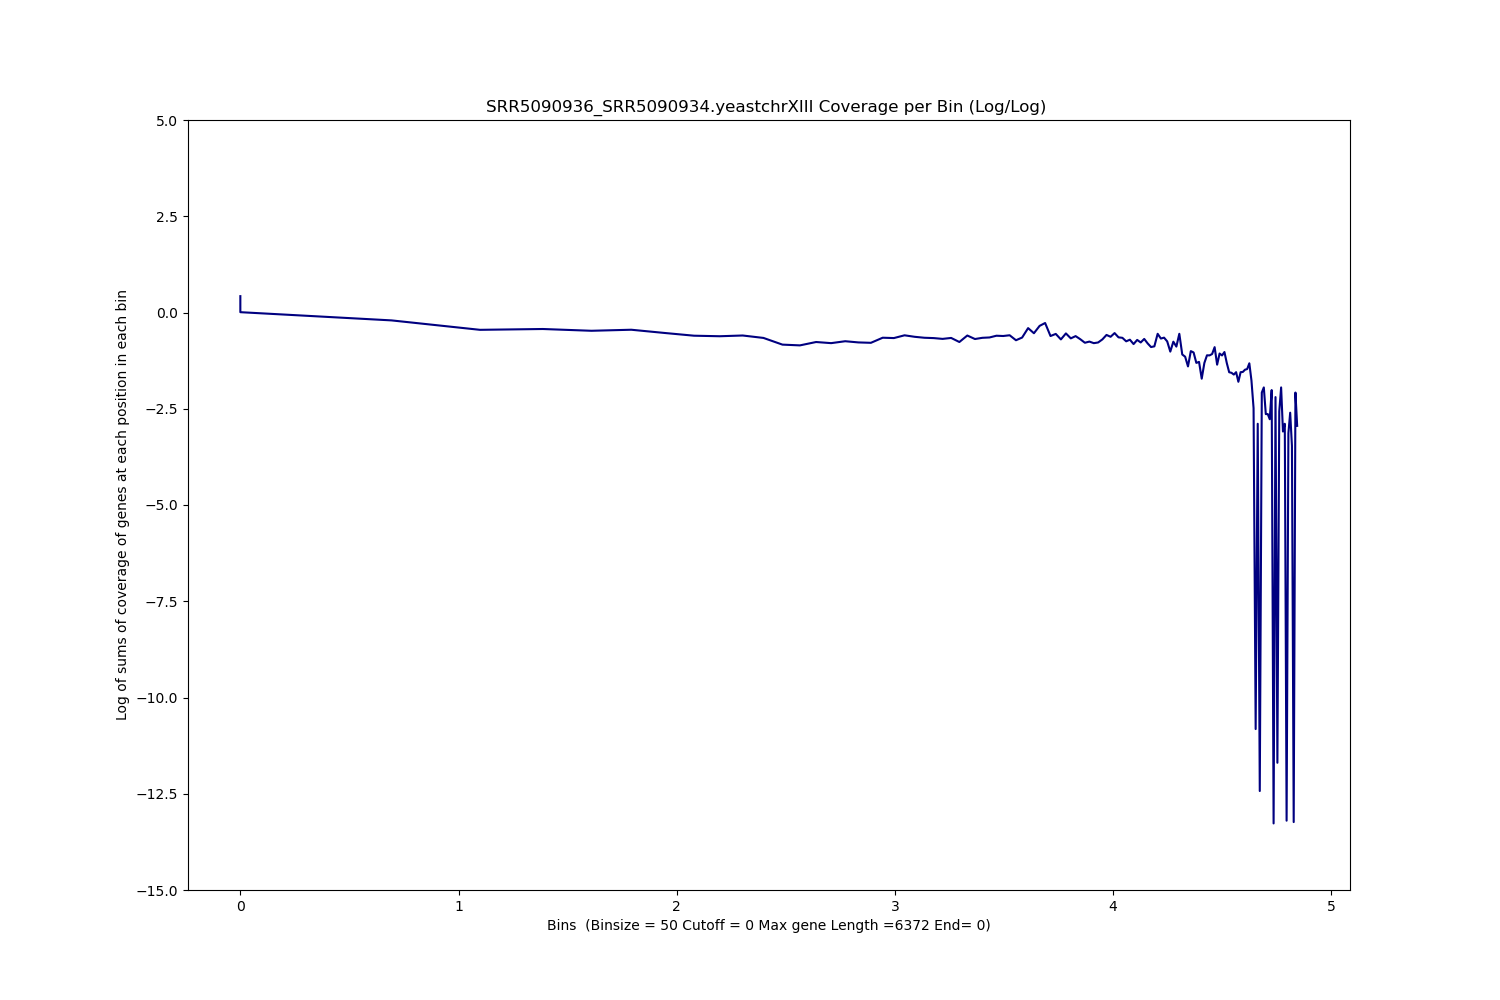 SRR5090936_SRR5090934.yeastchrXIII Coverage per Bin (Log/Log)
5.0
2.5
0.0
−2.5
−5.0
−7.5
−10.0
−12.5
−15.0
Log of sums of coverage of genes at each position in each bin
0 1 2 3 4 5
Bins  (Binsize = 50 Cutoff = 0 Max gene Length =6372 End= 0)